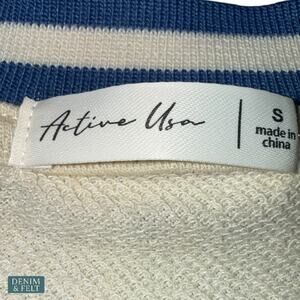 Active Usa
S
made in
china
DENIM
& FELT